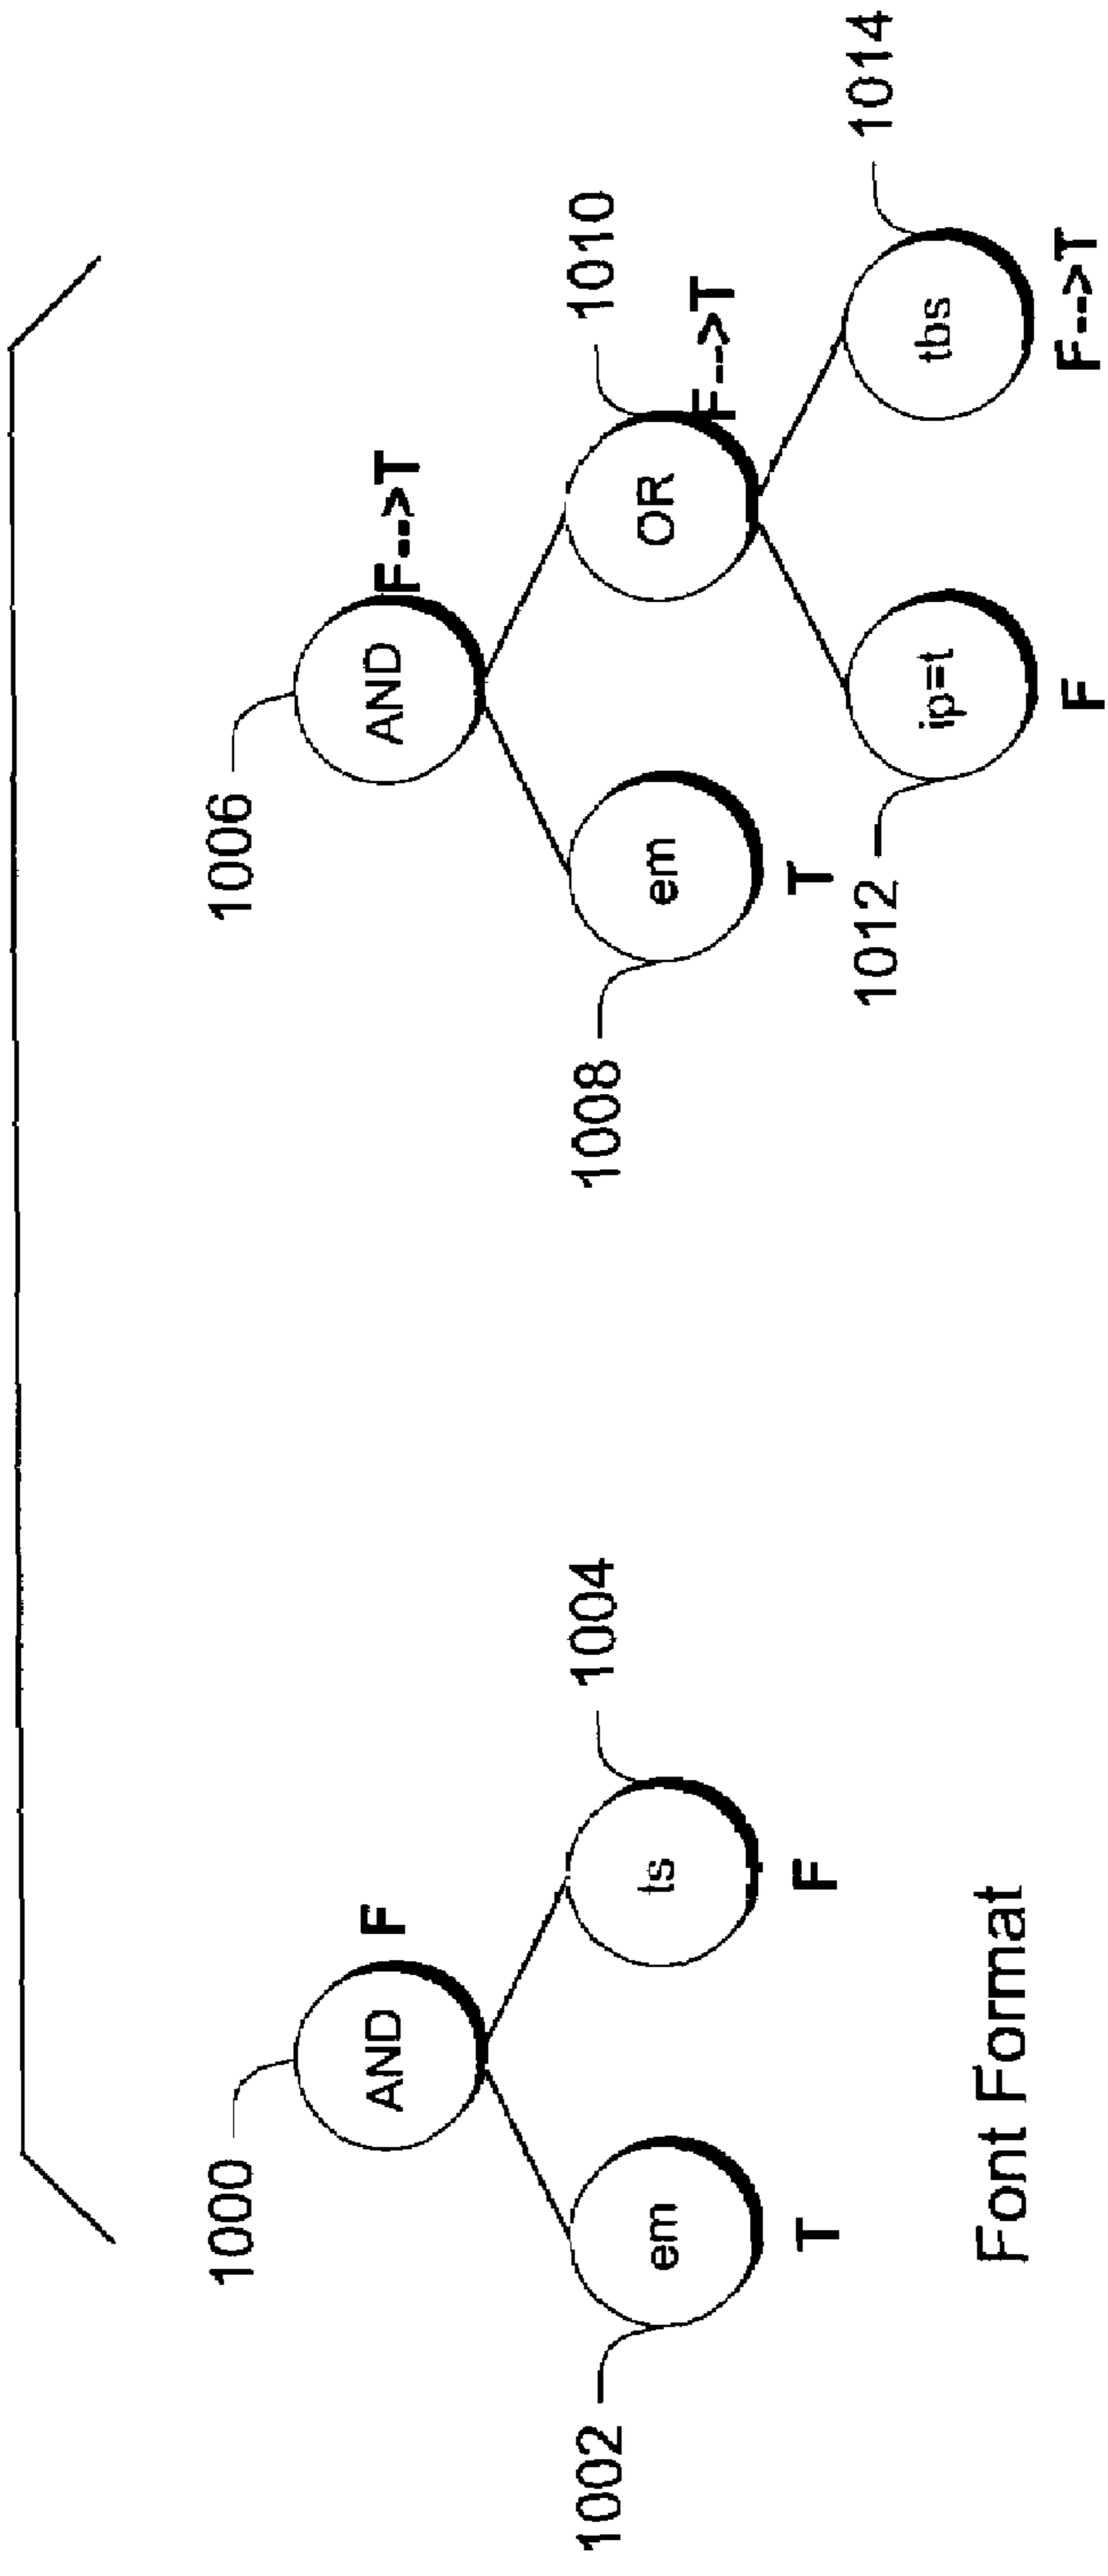 1000
AND
F
1002
em
T
ts
1004
F
Font Format
1006
AND
F-->T
1008
em
T
OR
1010
F-->T
1012
ip=t
F
tbs
1014
F-->T